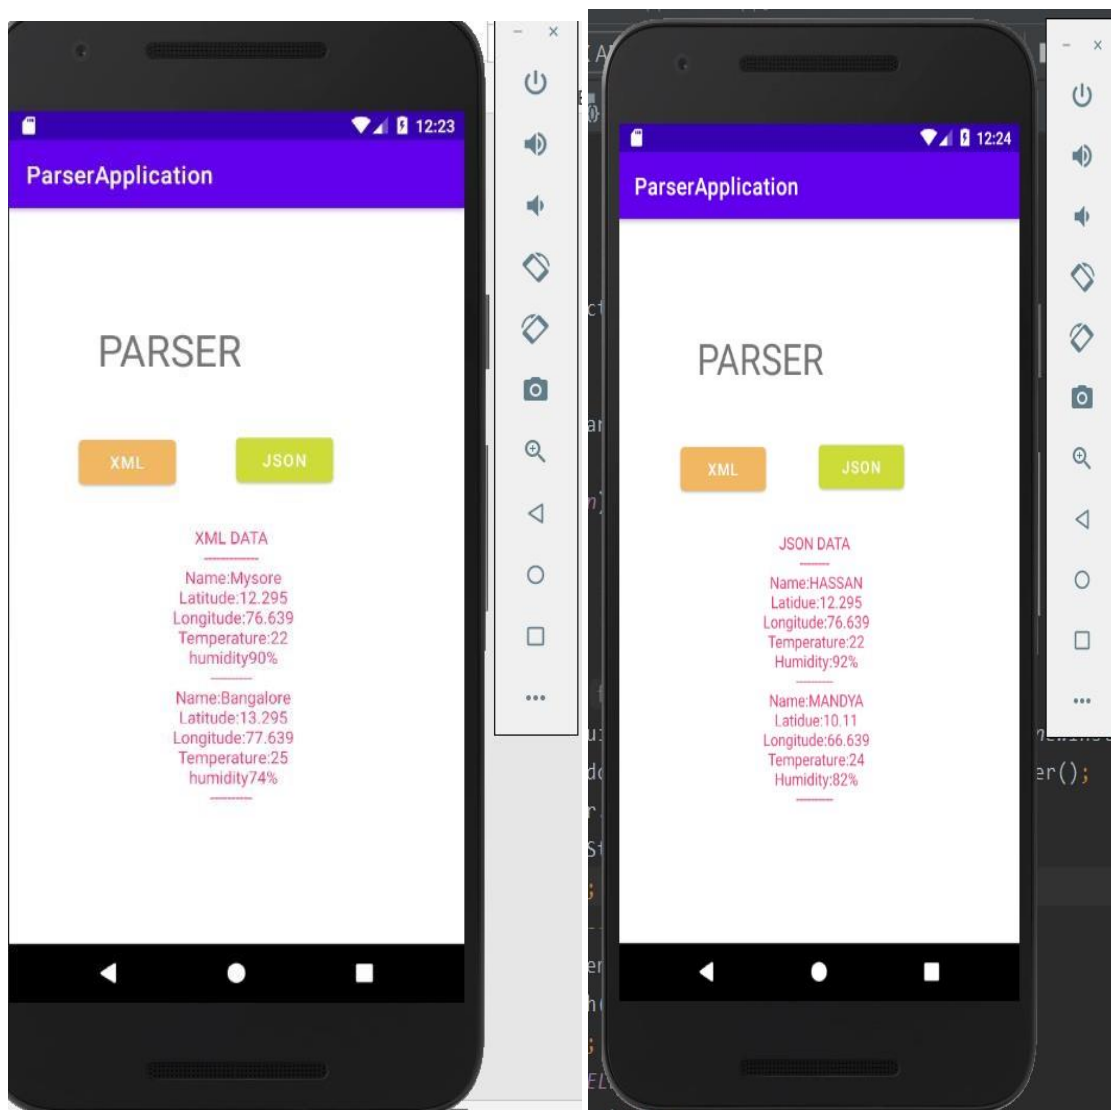 12:23
ParserApplication
PARSER
XML
JSON
XML DATA
Name:Mysore
Latitude:12.295
Longitude:76.639
Temperature:22
humidity90%
Name:Bangalore
Latitude:13.295
Longitude:77.639
Temperature:25
humidity74%
12:24
ParserApplication
PARSER
XML
JSON
JSON DATA
Name:HASSAN
Latidue:12.295
Longitude:76.639
Temperature:22
Humidity:92%
Name:MANDYA
Latidue:10.11
Longitude:66.639
Temperature:24
Humidity:82%
er();